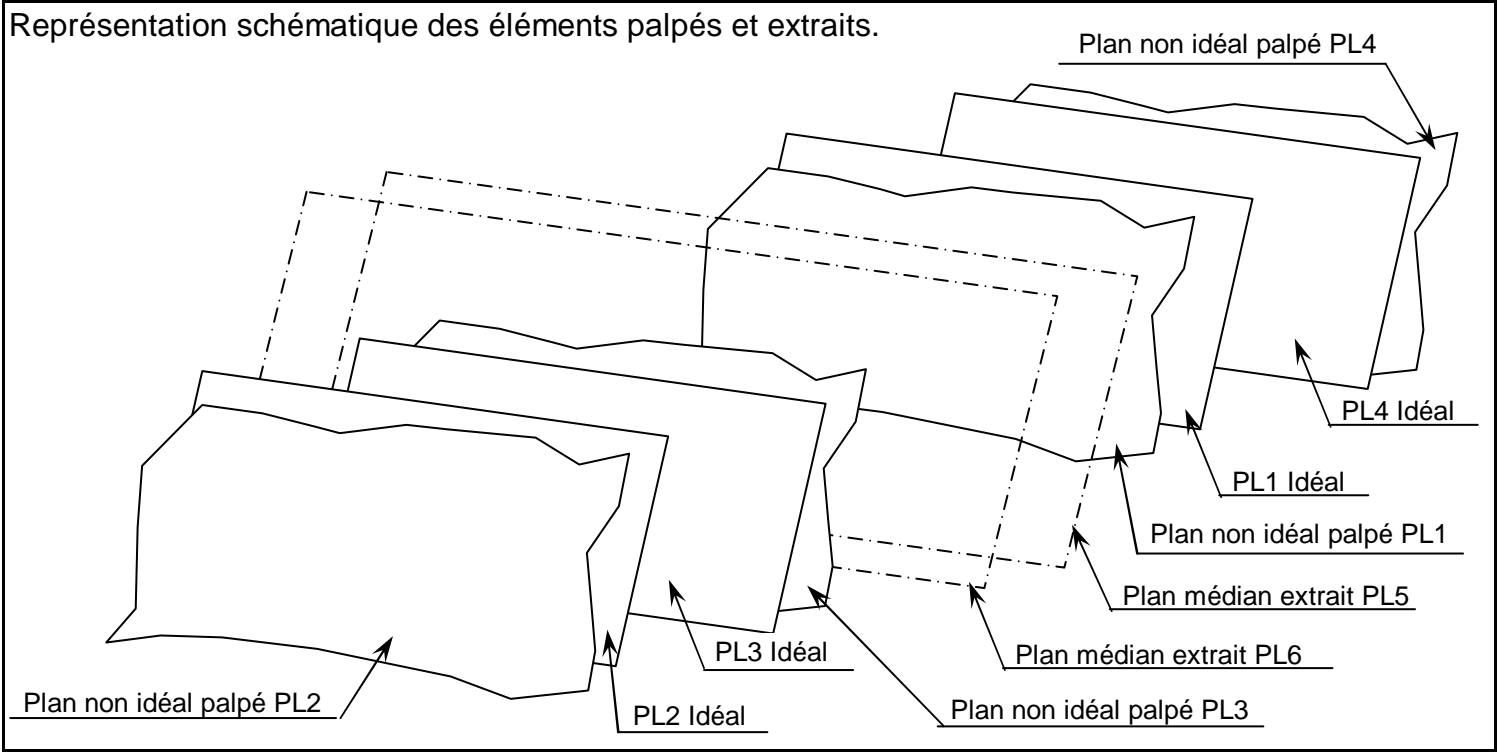 Représentation schématique des éléments palpés et extraits.
Plan non idéal palpé PL4
PL4 Idéal
PL1 Idéal
Plan non idéal palpé PL1
Plan médian extrait PL5
PL3 Idéal
Plan médian extrait PL6
Plan non idéal palpé PL2
PL2 Idéal
Plan non idéal palpé PL3